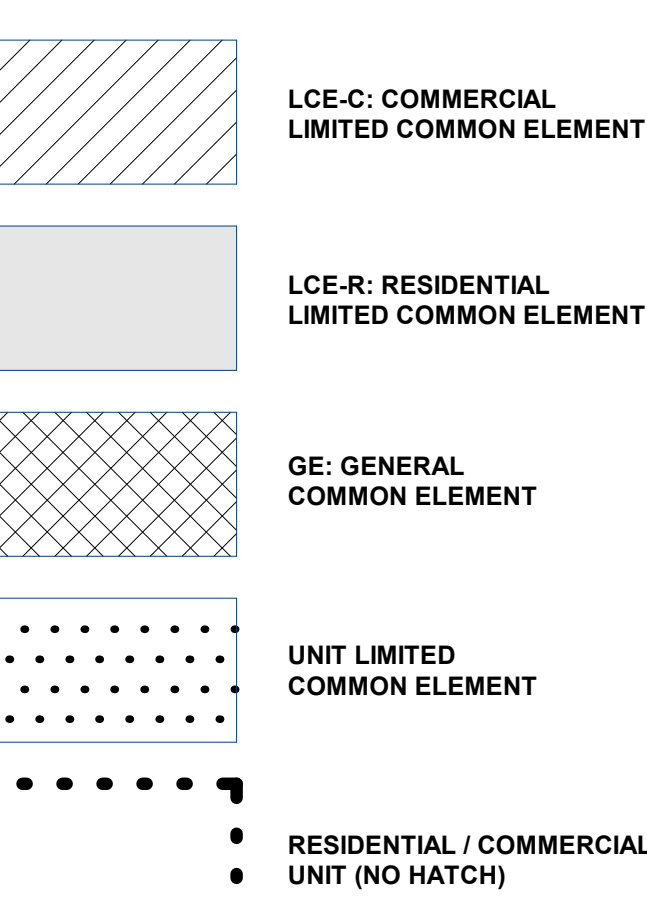 LCE-C: COMMERCIAL
LIMITED COMMON ELEMENT
LCE-R: RESIDENTIAL
LIMITED COMMON ELEMENT
GE: GENERAL
COMMON ELEMENT
UNIT LIMITED
COMMON ELEMENT
RESIDENTIAL / COMMERCIAL
UNIT (NO HATCH)